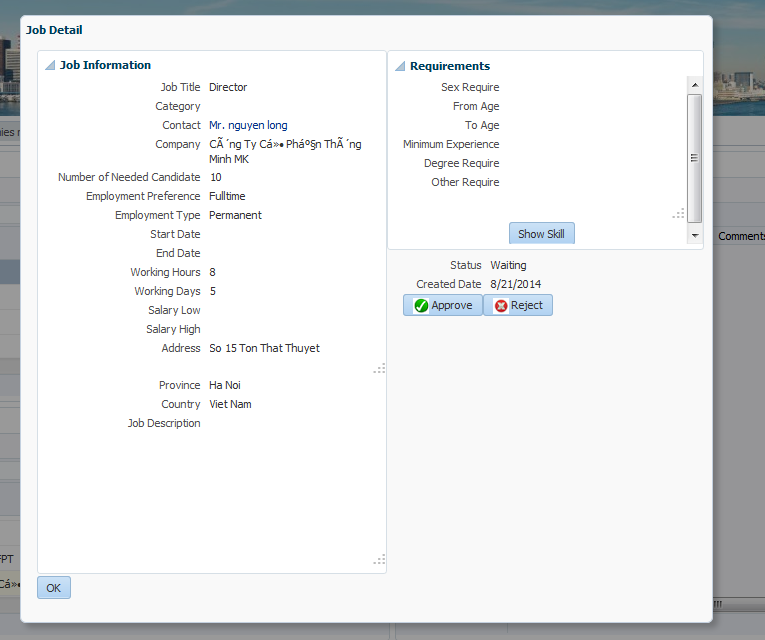 Job Detail
Job Information
Job Title Director
Category
Contact Mr. nguyen long
Company CÃ´ng Ty Cá»• Pháº§n ThÃ´ng
Minh MK
Number of Needed Candidate 10
Employment Preference Fulltime
Employment Type Permanent
Start Date
End Date
Working Hours 8
Working Days 5
Salary Low
Salary High
Address So 15 Ton That Thuyet
Province Ha Noi
Country Viet Nam
Job Description
OK
Requirements
Sex Require
From Age
To Age
Minimum Experience
Degree Require
Other Require
Show Skill
Status Waiting
Created Date 8/21/2014
Approve Reject
Comments